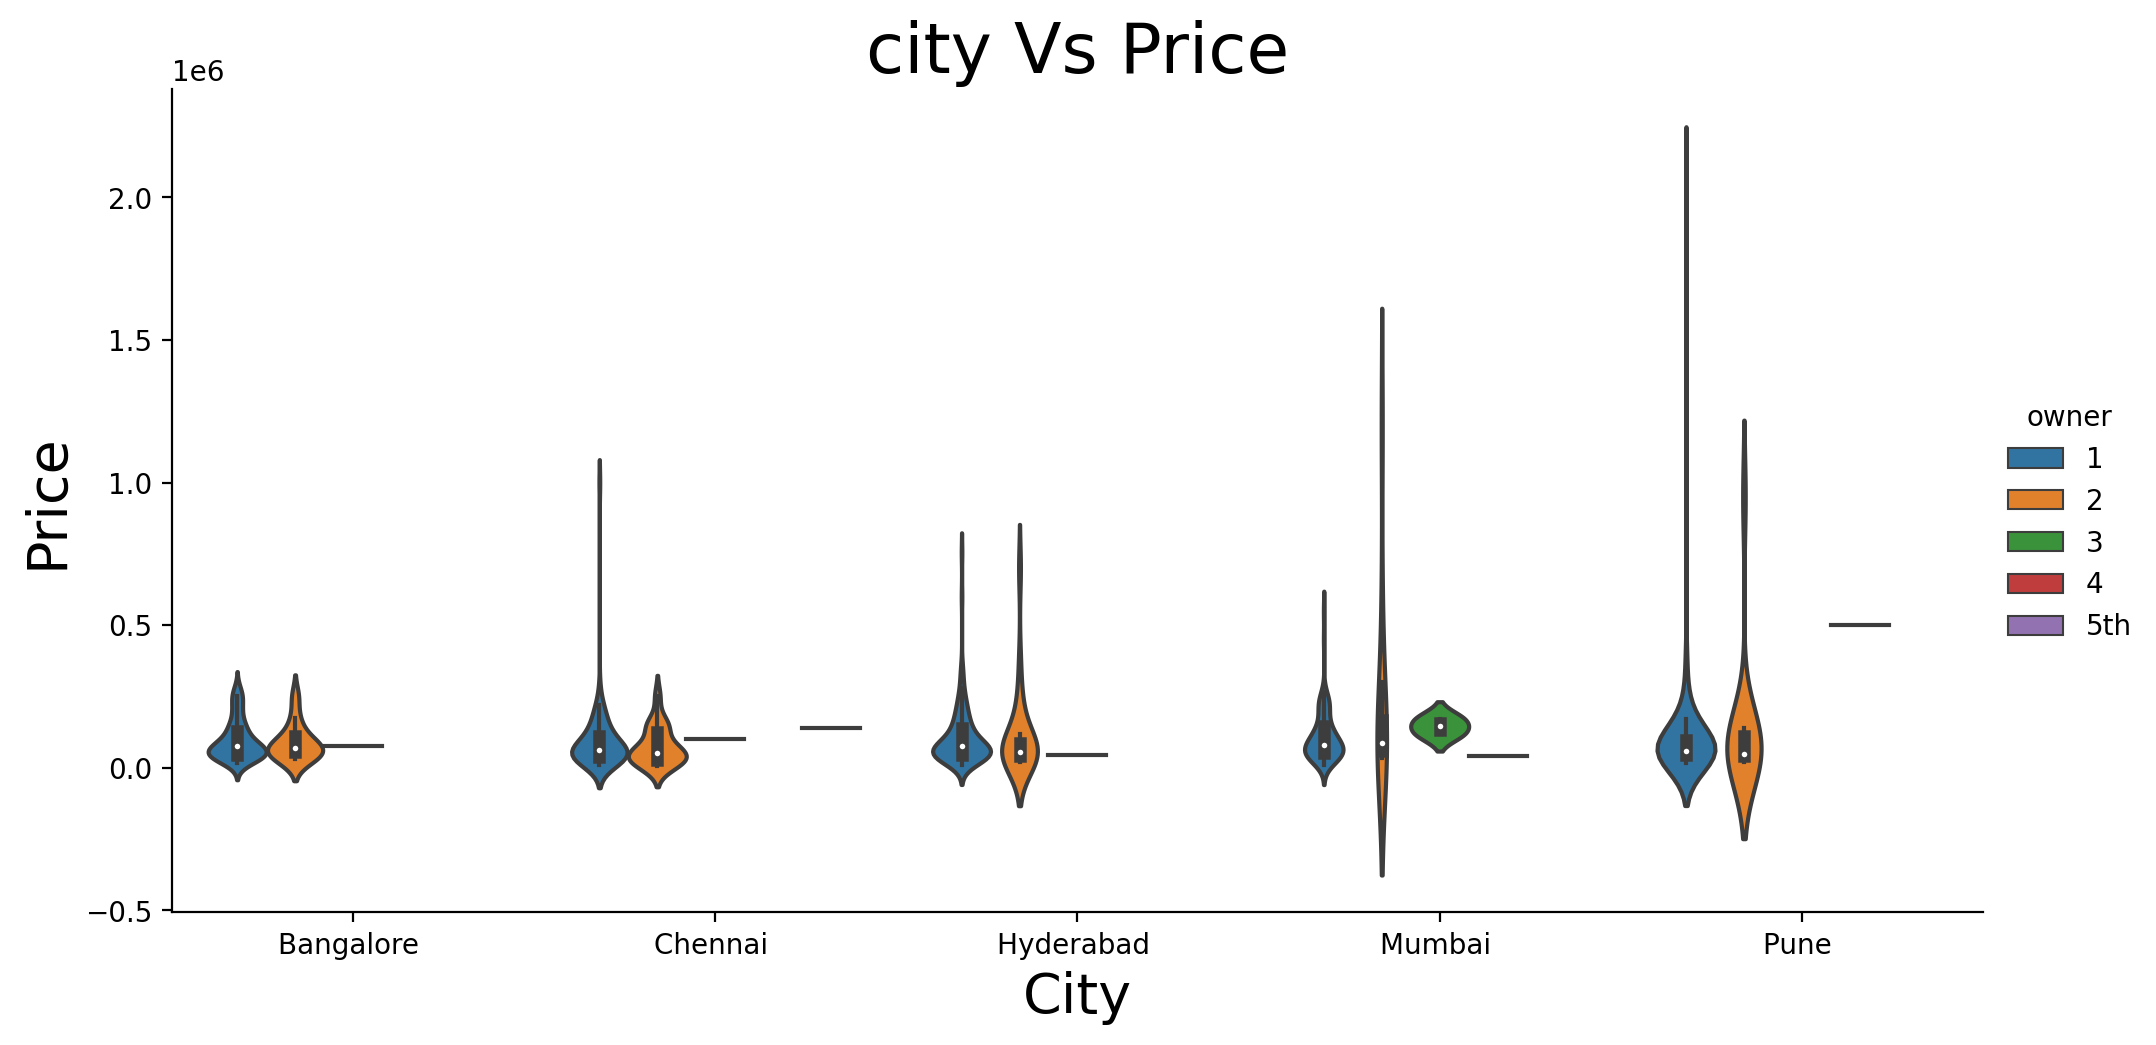 city Vs Price
1e6
2.0
1.5
1.0
0.5
0.0
−0.5
Price
Bangalore Chennai Hyderabad Mumbai Pune
City
owner
1
2
3
4
5th